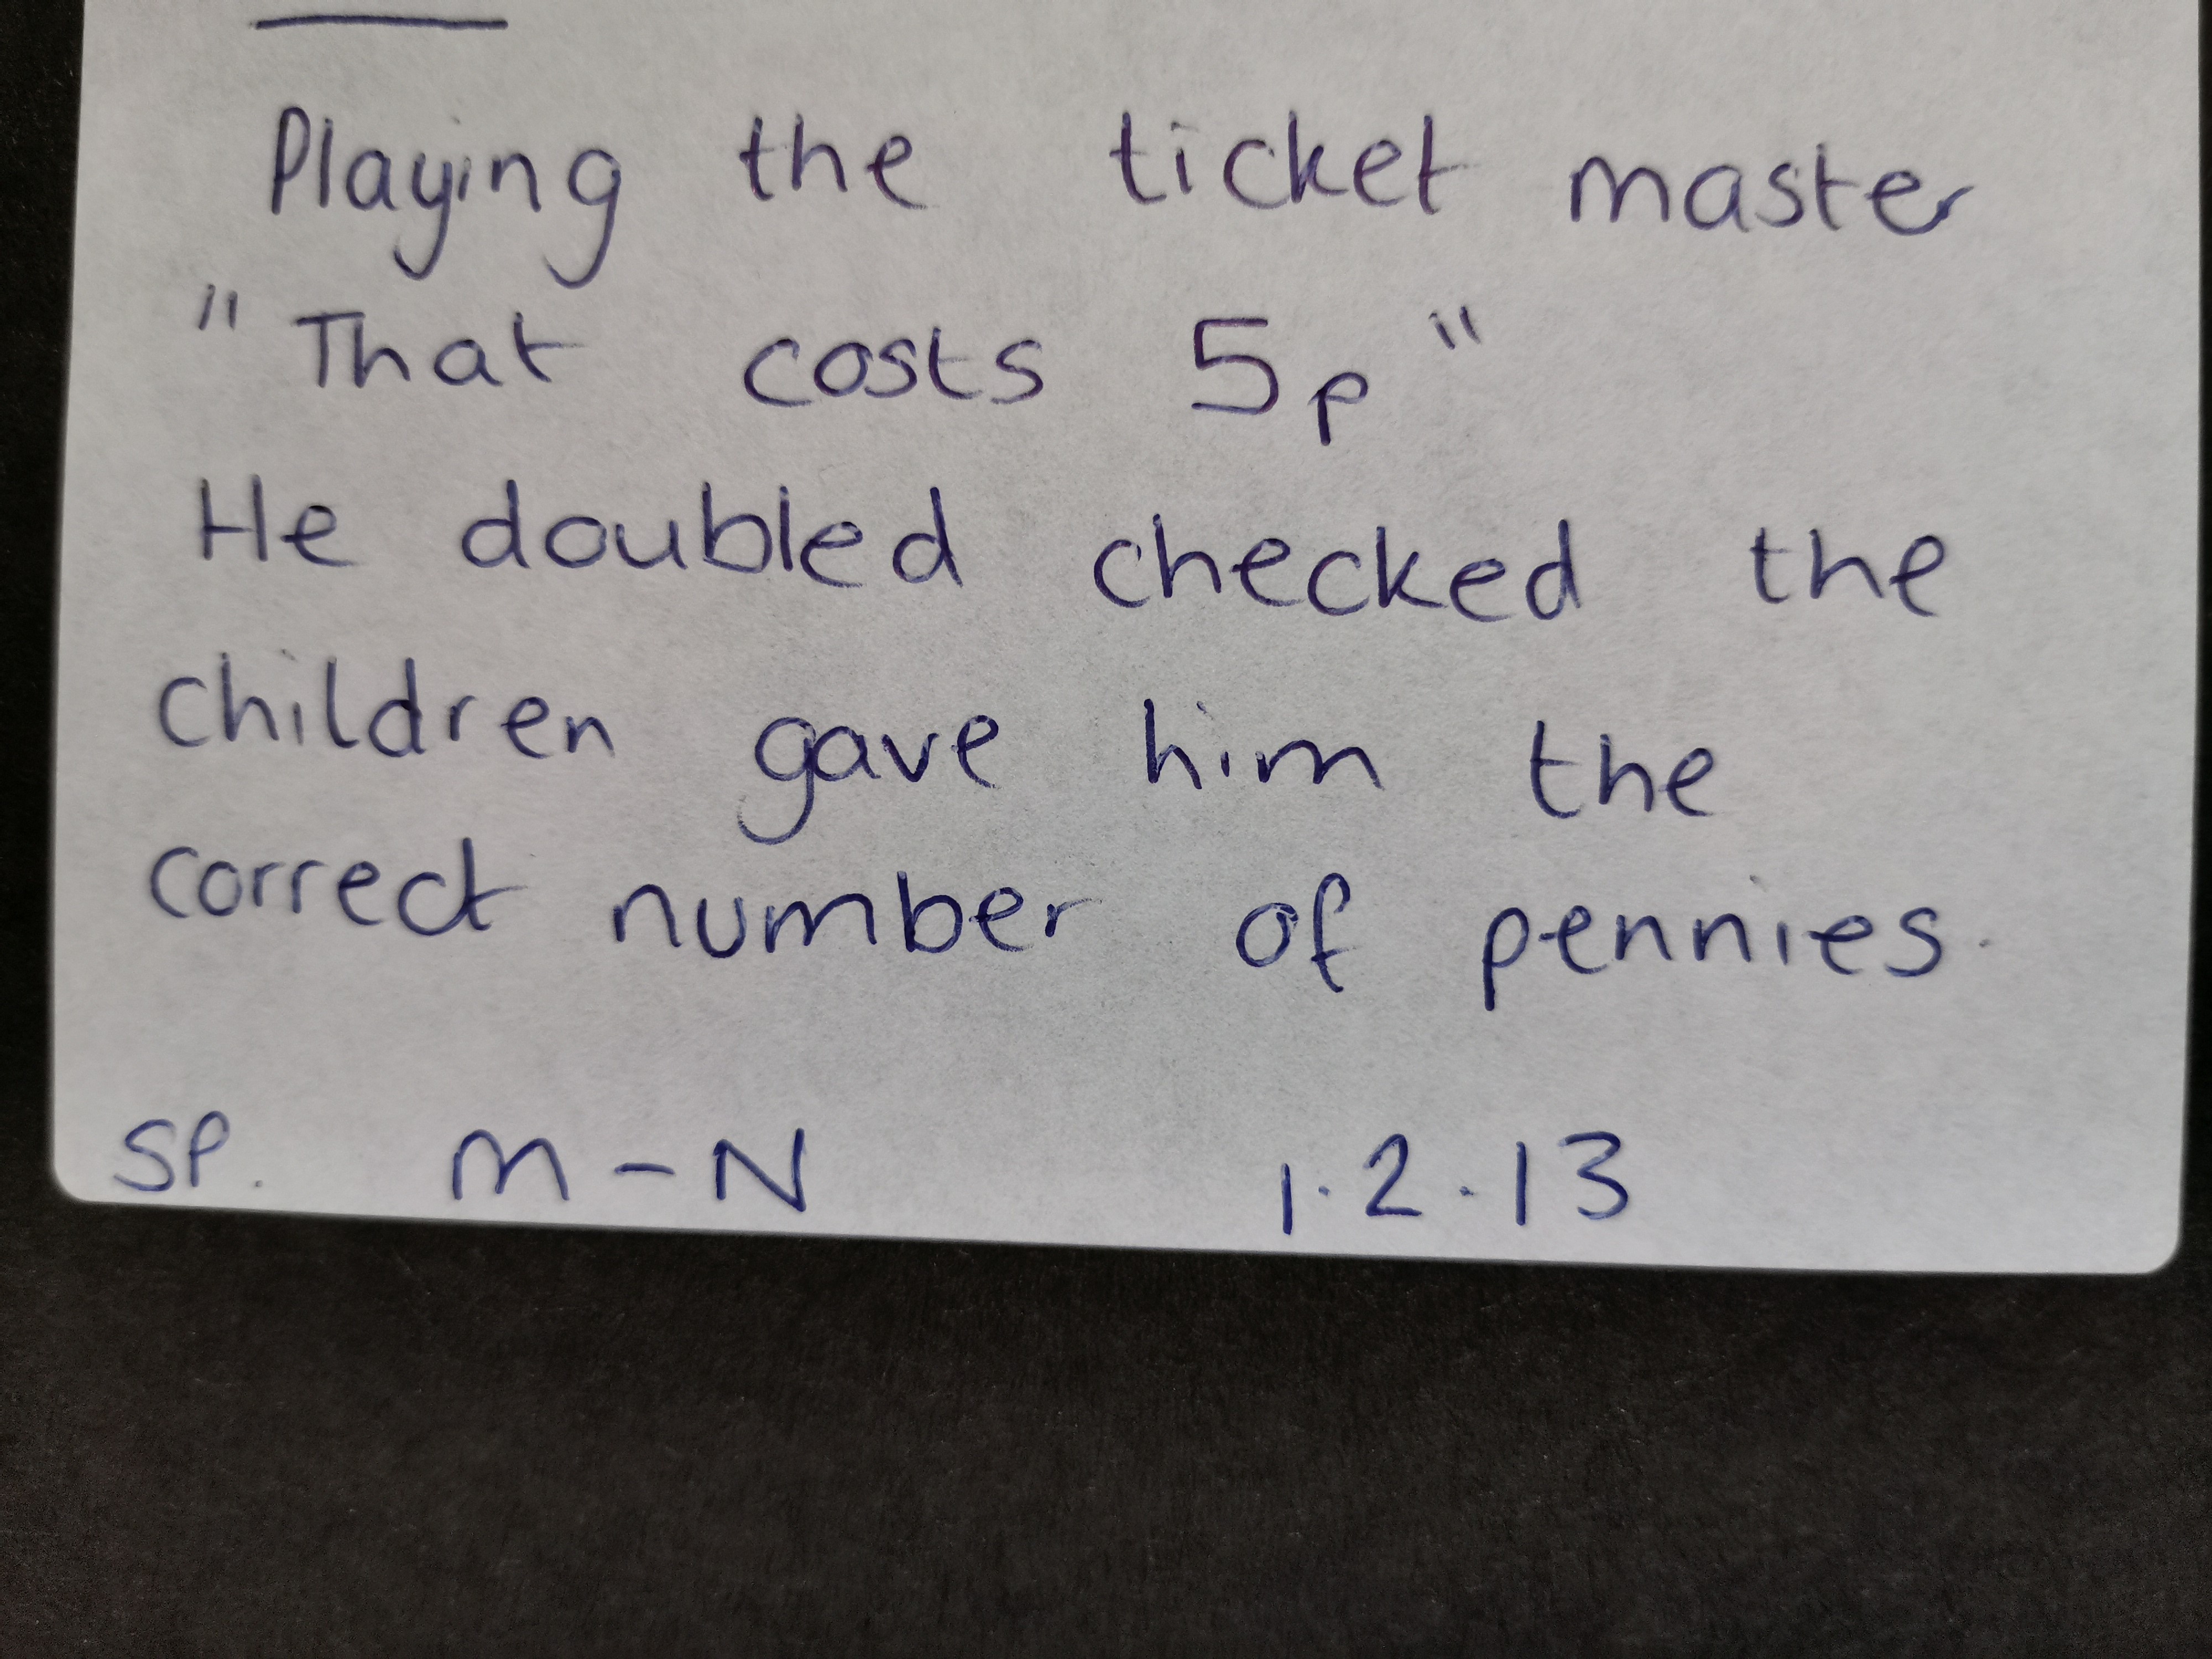 Playing the ticket master
"That costs 5p"
He doubled checked the
children gave him the
correct number of pennies.
SP. M-N 1.2.13